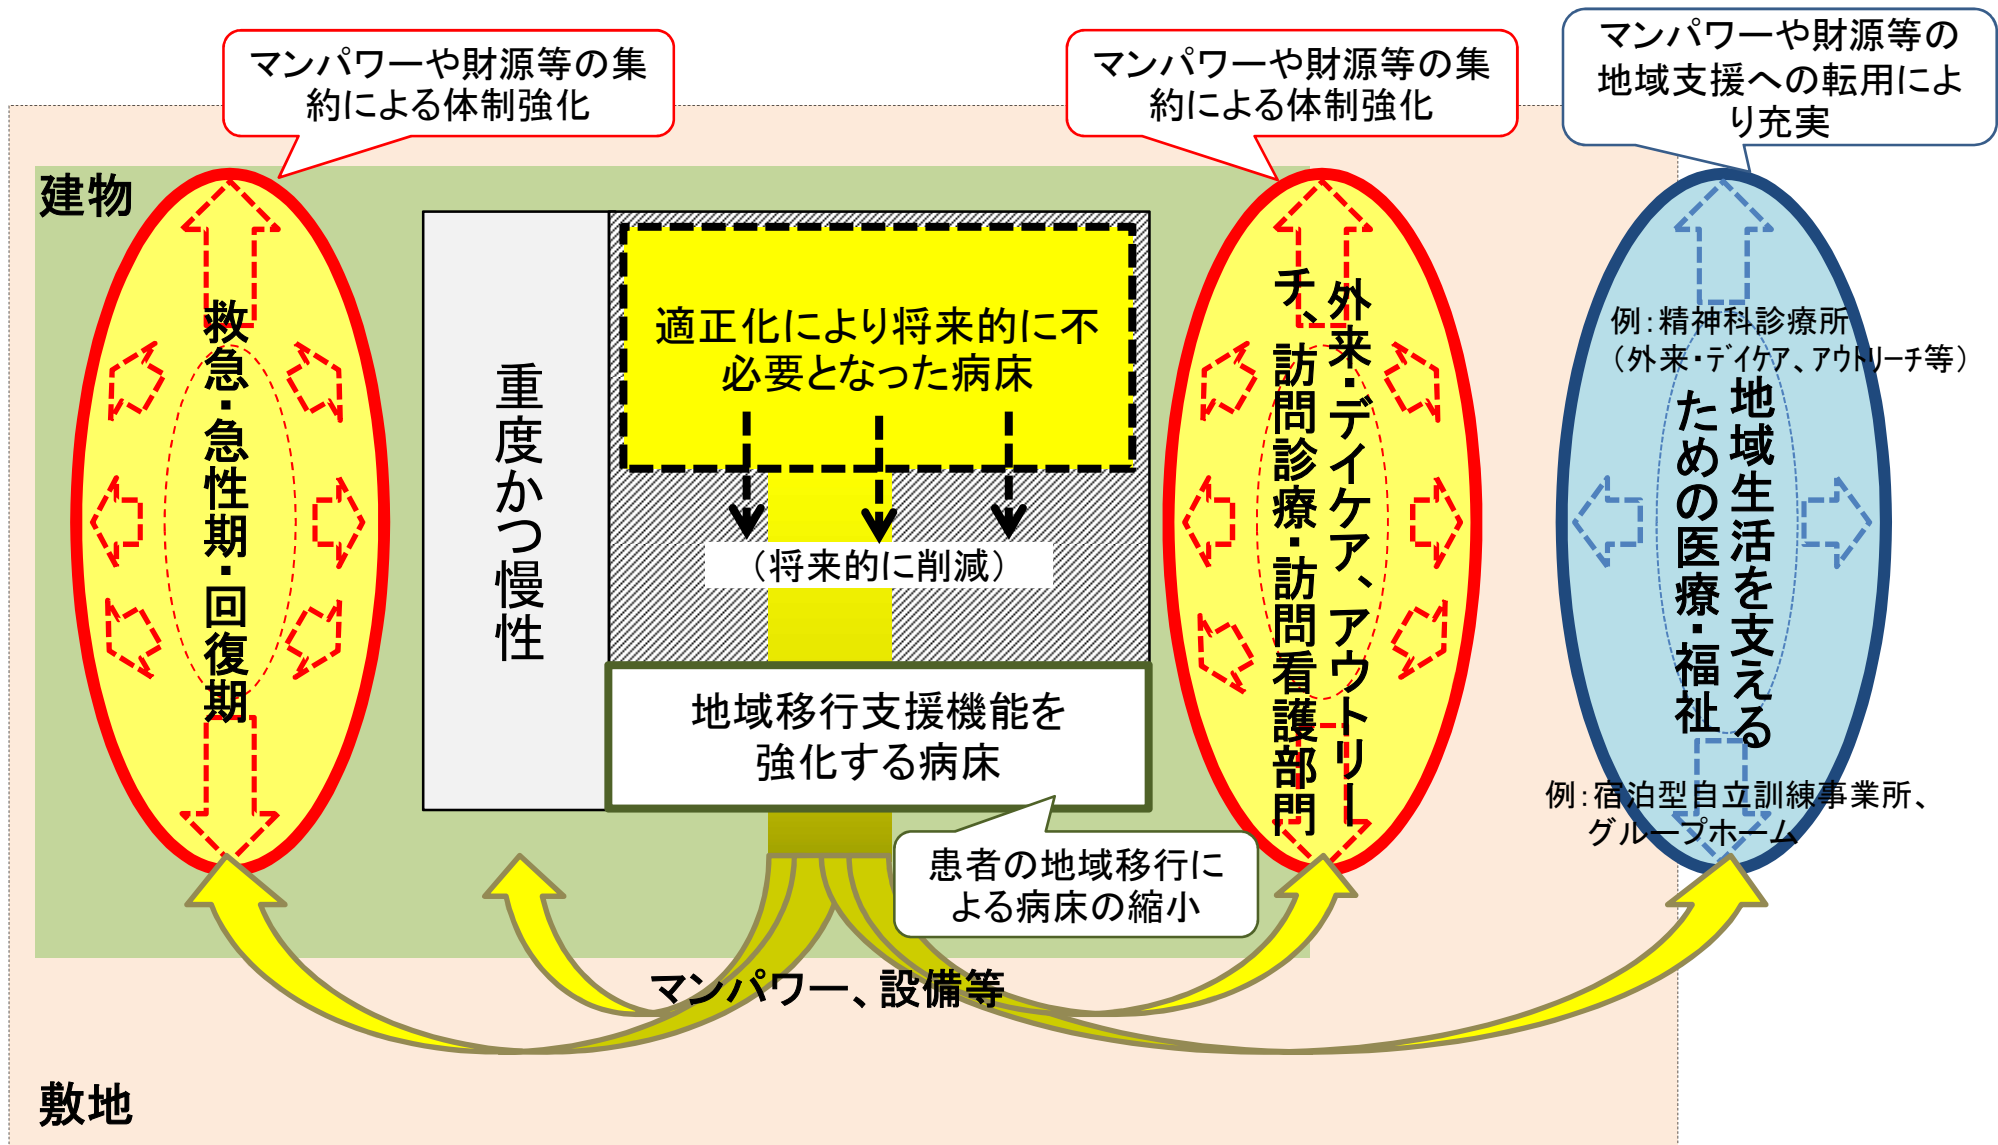 マンパワーや財源等の集
約による体制強化
マンパワーや財源等の集
約による体制強化
マンパワーや財源等の
地域支援への転用によ
り充実
建物
救急・急性期・回復期
重度かつ慢性
適正化により将来的に不
必要となった病床
（将来的に削減）
地域移行支援機能を
強化する病床
患者の地域移行に
よる病床の縮小
外来・デイケア、アウトリー
チ、訪問診療・訪問看護部門
例：精神科診療所
（外来・デイケア、アウトリーチ等）
地域生活を支える
ための医療・福祉
例：宿泊型自立訓練事業所、
グループホーム
マンパワー、設備等
敷地